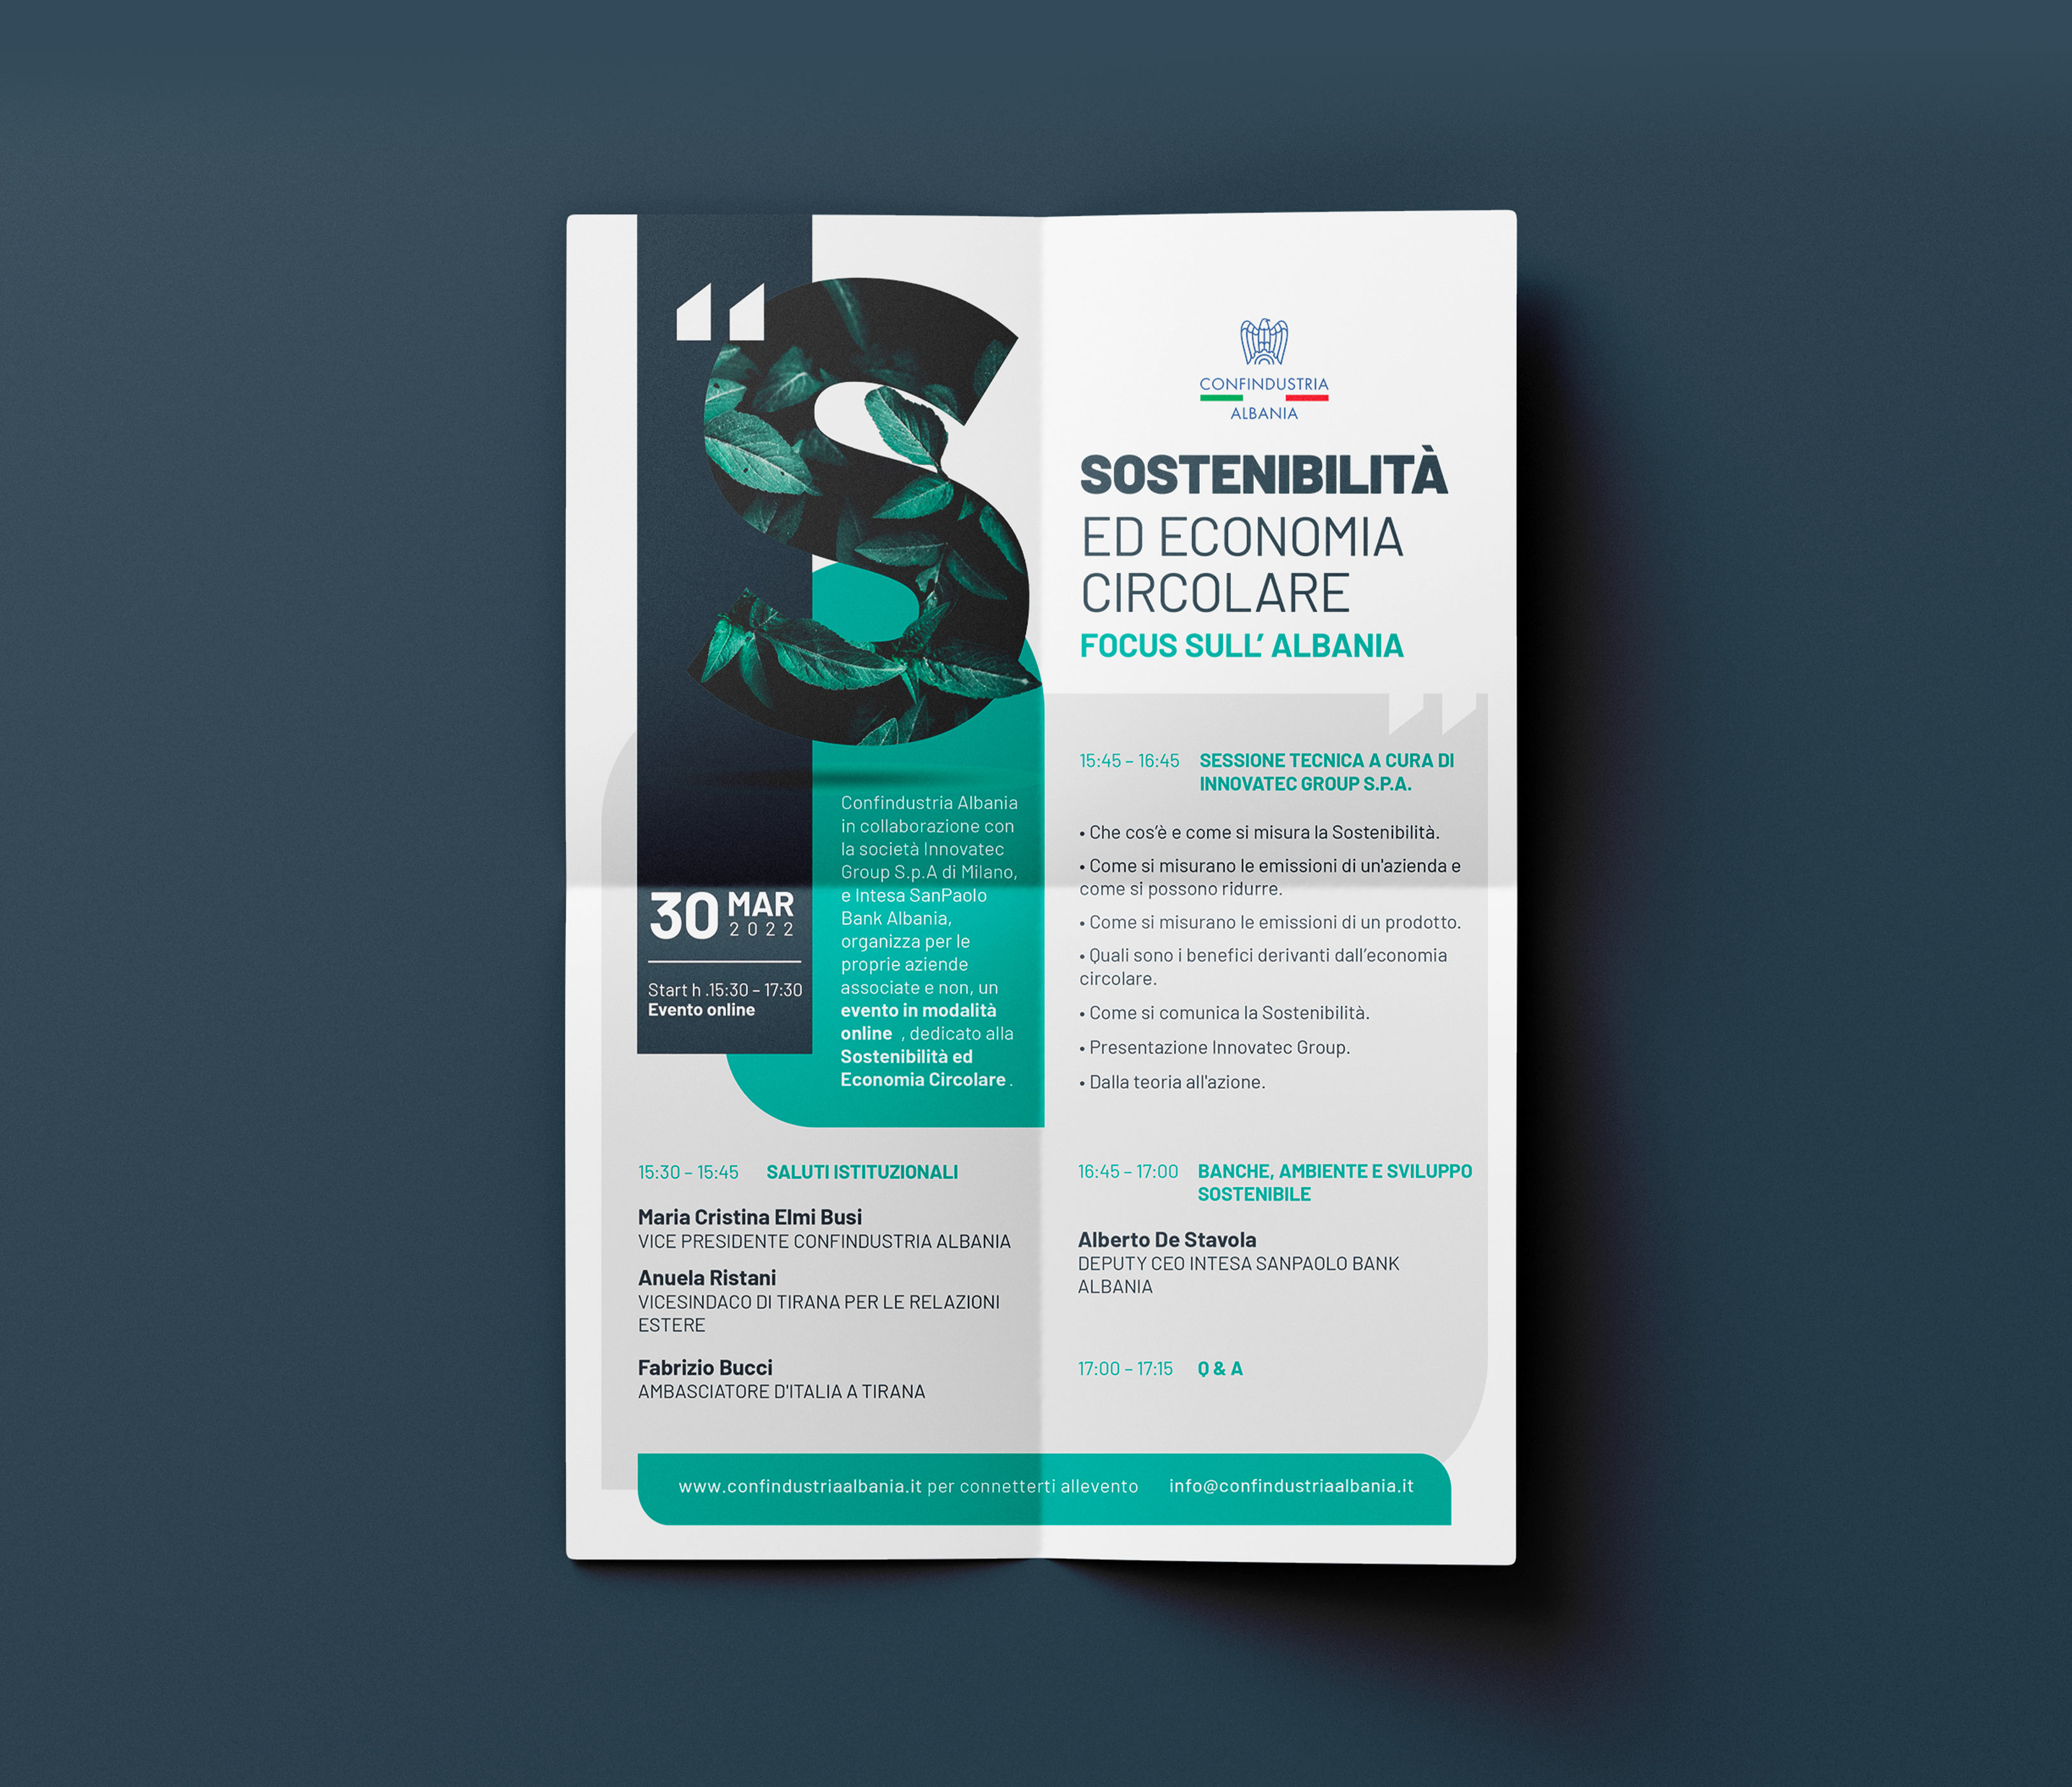 S
CONFINDUSTRIA
ALBANIA
SOSTENIBILITÀ
ED ECONOMIA
CIRCOLARE
FOCUS SULL’ ALBANIA
30 MAR
2022
Start h .15:30 – 17:30
Evento online
Confindustria Albania
in collaborazione con
la società Innovatec
Group S.p.A di Milano,
e Intesa SanPaolo
Bank Albania,
organizza per le
proprie aziende
associate e non, un
evento in modalità
online , dedicato alla
Sostenibilità ed
Economia Circolare .
15:30 – 15:45 SALUTI ISTITUZIONALI
Maria Cristina Elmi Busi
VICE PRESIDENTE CONFINDUSTRIA ALBANIA
Anuela Ristani
VICESINDACO DI TIRANA PER LE RELAZIONI
ESTERE
Fabrizio Bucci
AMBASCIATORE D'ITALIA A TIRANA
15:45 – 16:45 SESSIONE TECNICA A CURA DI
INNOVATEC GROUP S.P.A.
• Che cos’è e come si misura la Sostenibilità.
• Come si misurano le emissioni di un'azienda e
come si possono ridurre.
• Come si misurano le emissioni di un prodotto.
• Quali sono i benefici derivanti dall’economia
circolare.
• Come si comunica la Sostenibilità.
• Presentazione Innovatec Group.
• Dalla teoria all'azione.
16:45 – 17:00 BANCHE, AMBIENTE E SVILUPPO
SOSTENIBILE
Alberto De Stavola
DEPUTY CEO INTESA SANPAOLO BANK
ALBANIA
17:00 – 17:15 Q & A
www.confindustriaalbania.it per connetterti allevento info@confindustriaalbania.it